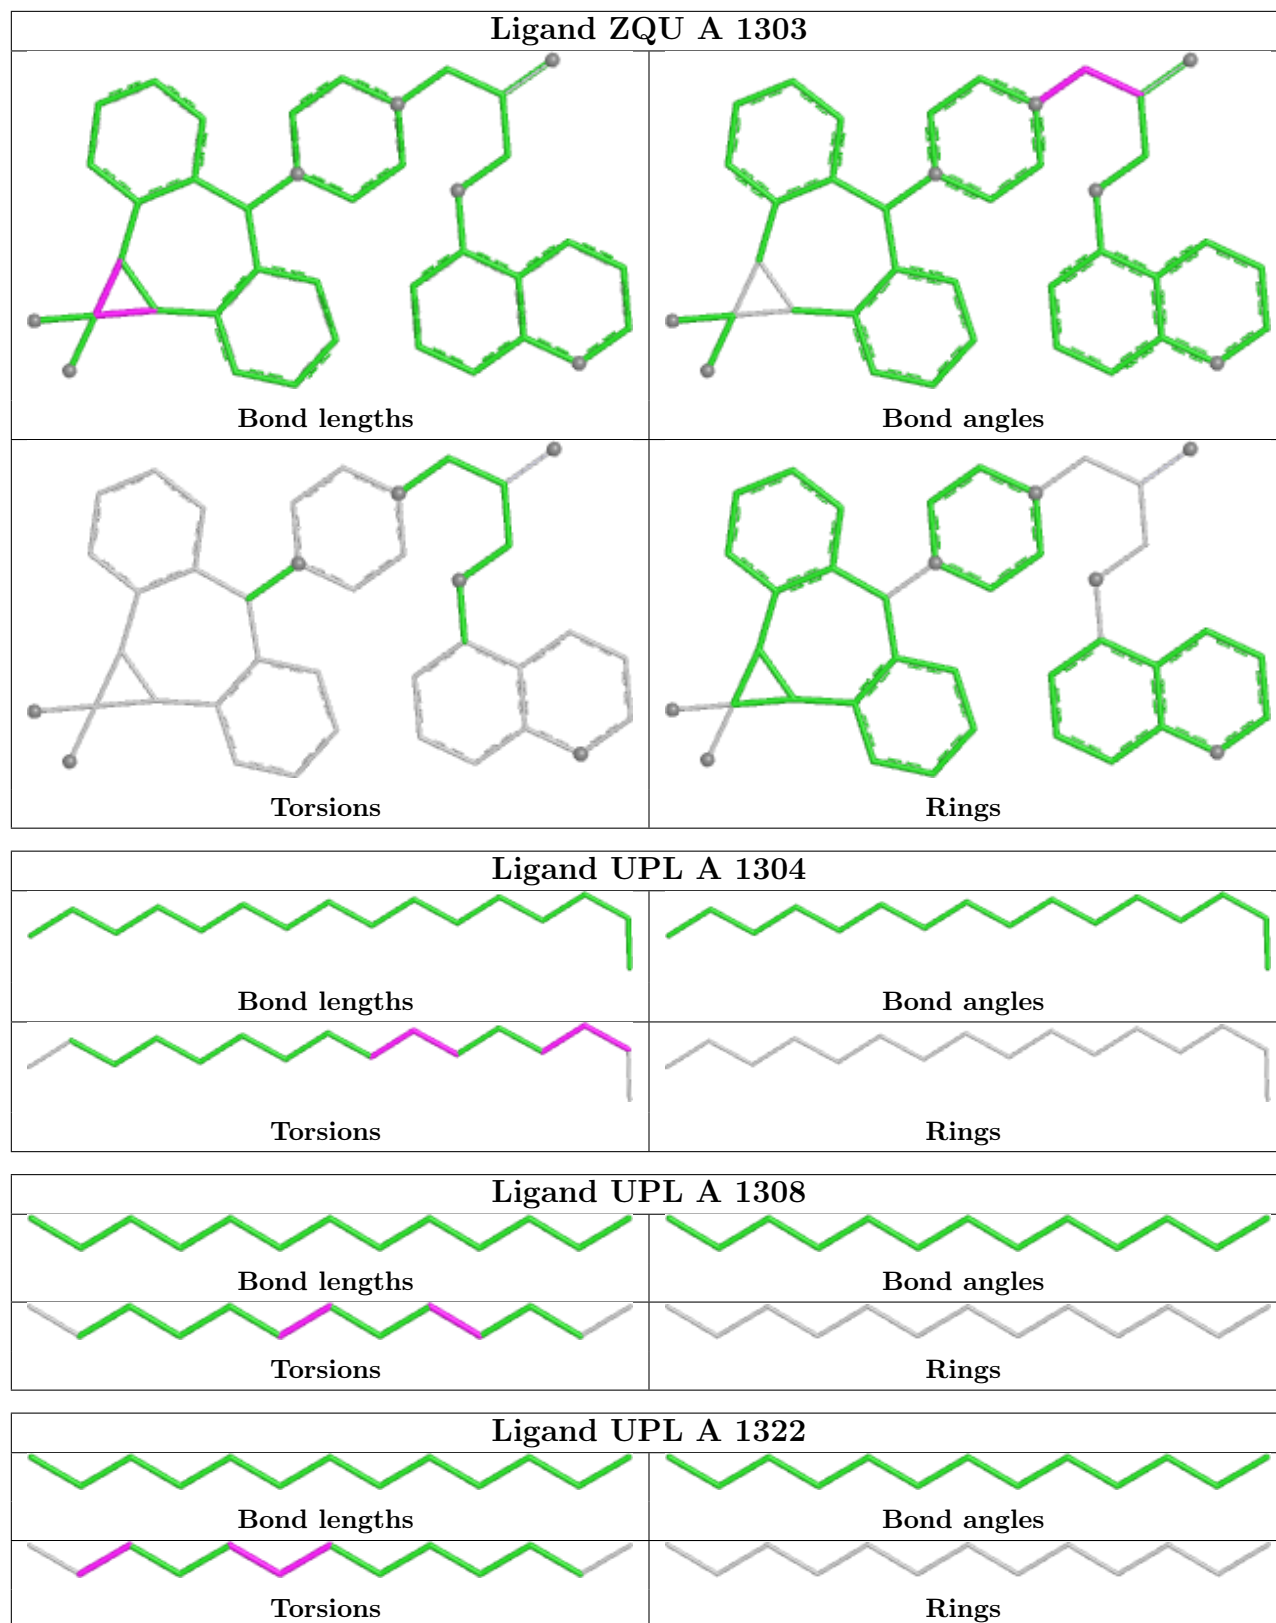 Ligand ZQU A 1303
Bond lengths
Bond angles
Torsions
Rings
Ligand UPL A 1304
Bond lengths
Bond angles
Torsions
Rings
Ligand UPL A 1308
Bond lengths
Bond angles
Torsions
Rings
Ligand UPL A 1322
Bond lengths
Bond angles
Torsions
Rings